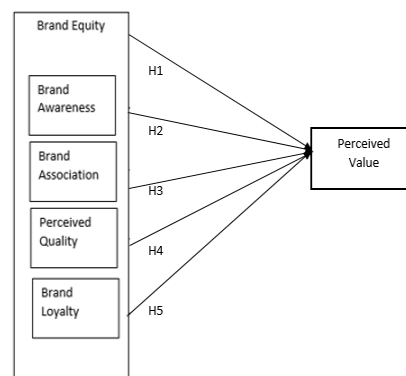 Brand Equity
H1
Brand
Awareness
H2
Perceived
Value
Brand
Association
H3
Perceived
Quality
H4
Brand
Loyalty
H5